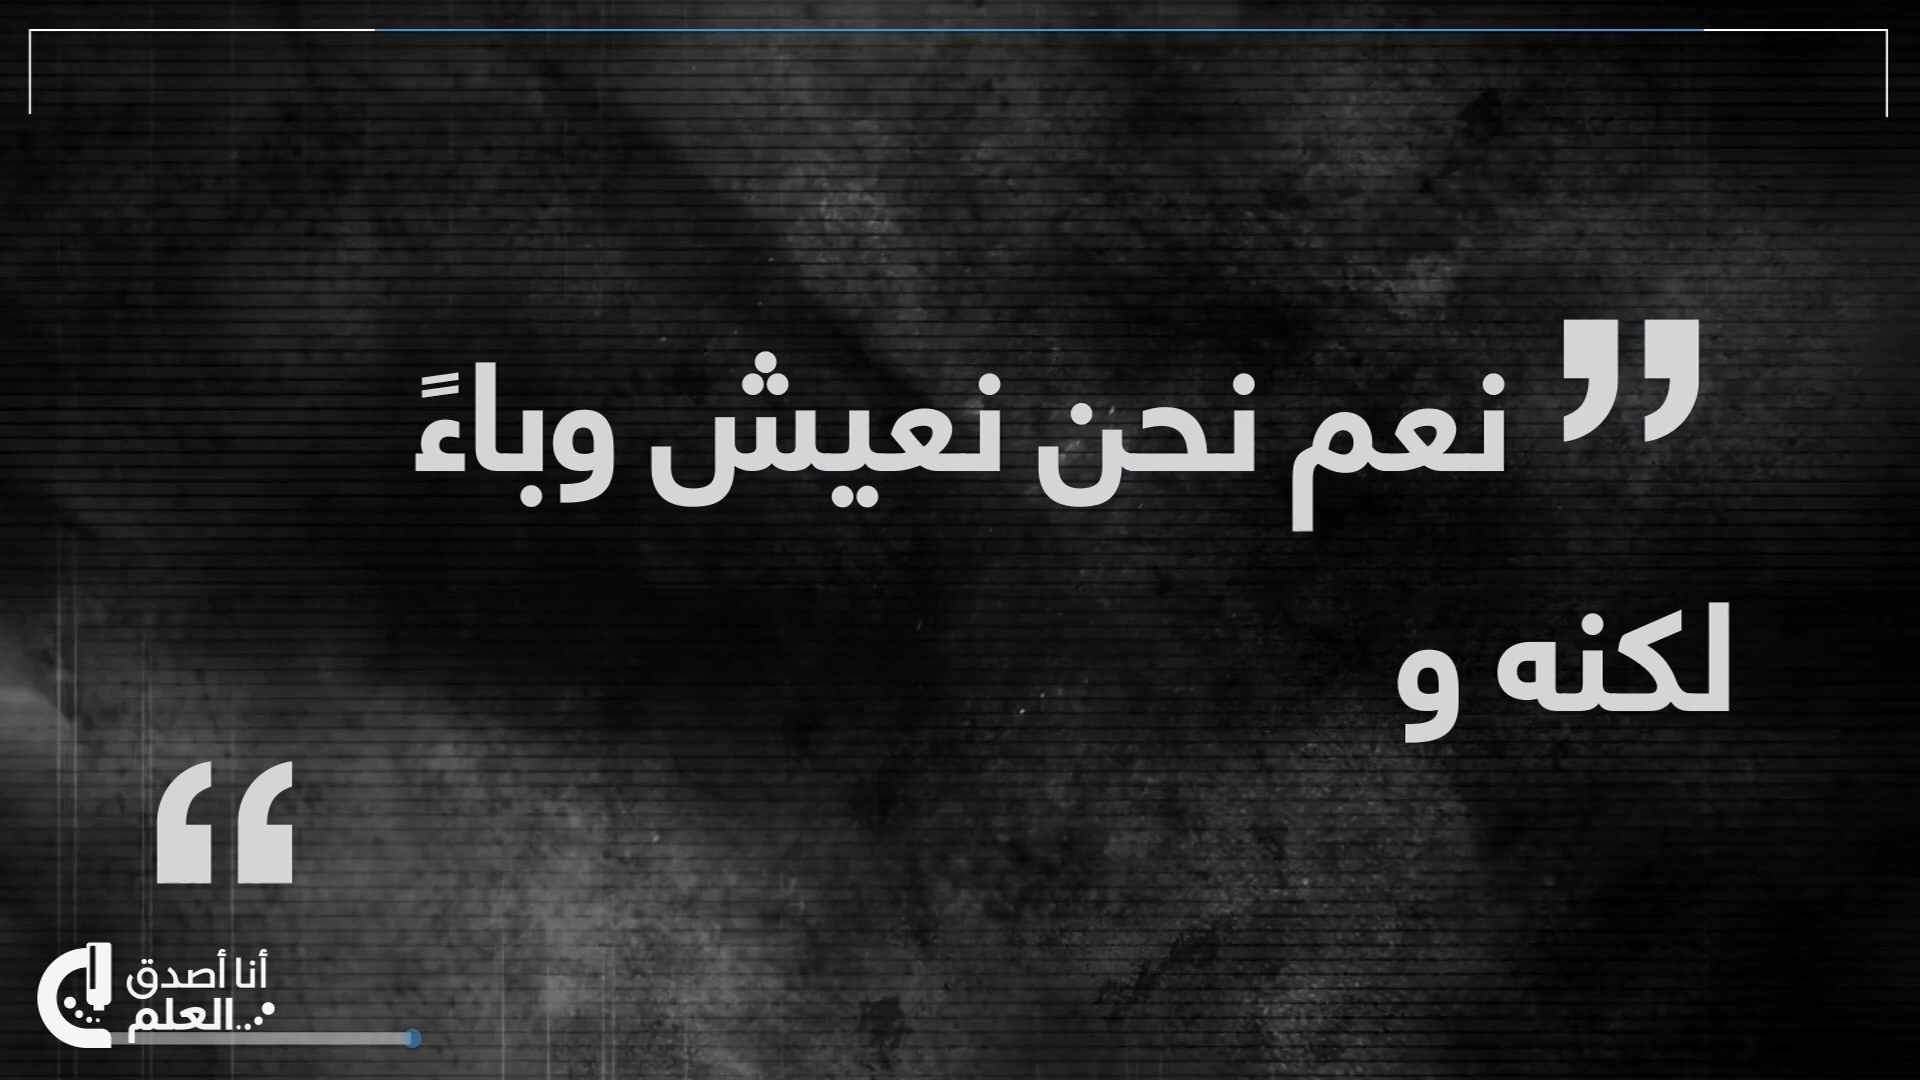 ” نعم نحن نعيش وباءً
لكنه و
“
أنا أصدق
العلم..